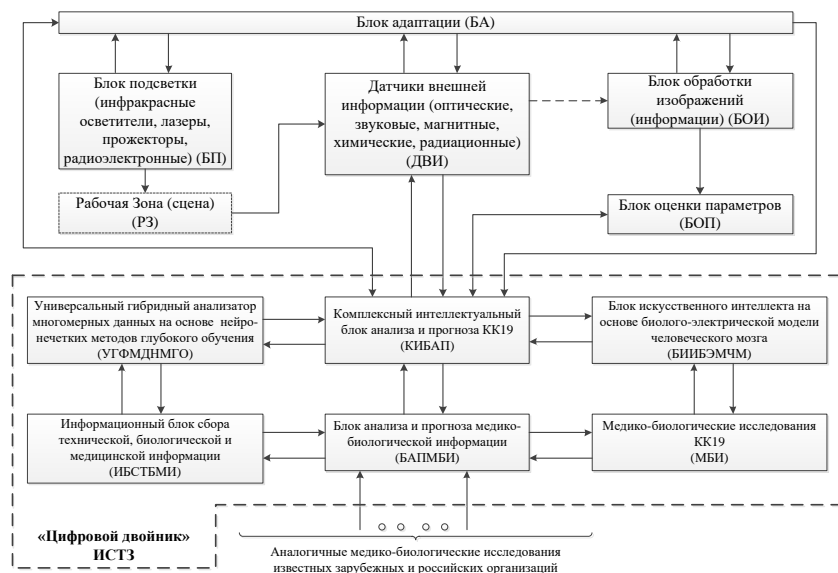 Блок адаптации (БА)
Блок подсветки
(инфракрасные
осветители, лазеры,
прожекторы,
радиоэлектронные) (БП)
Датчики внешней
информации (оптические,
звуковые, магнитные,
химические, радиационные)
(ДВИ)
Блок обработки
изображений
(информации) (БОИ)
Рабочая Зона (сцена)
(РЗ)
Блок оценки параметров
(БОП)
Универсальный гибридный анализатор
многомерных данных на основе нейро-
нечетких методов глубокого обучения
(УГФМДНМГО)
Комплексный интеллектуальный
блок анализа и прогноза КК19
(КИБАП)
Блок искусственного интеллекта на
основе биолого-электрической модели
человеческого мозга
(БИИБЭМЧМ)
Информационный блок сбора
технической, биологической и
медицинской информации
(ИБСТБМИ)
Блок анализа и прогноза медико-
биологической информации
(БАПМБИ)
Медико-биологические исследования
КК19
(МБИ)
«Цифровой двойник»
ИСТЗ
Аналогичные медико-биологические исследования
известных зарубежных и российских организаций